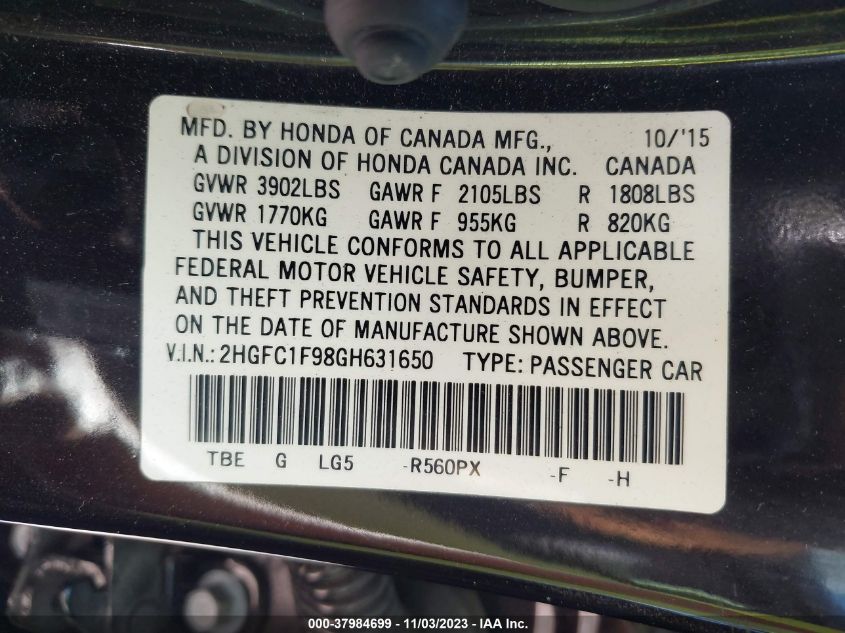 MFD. BY HONDA OF CANADA MFG., 10/'15
A DIVISION OF HONDA CANADA INC. CANADA
GVWR 3902LBS GAWR F 2105LBS R 1808LBS
GVWR 1770KG GAWR F 955KG R 820KG
THIS VEHICLE CONFORMS TO ALL APPLICABLE
FEDERAL MOTOR VEHICLE SAFETY, BUMPER,
AND THEFT PREVENTION STANDARDS IN EFFECT
ON THE DATE OF MANUFACTURE SHOWN ABOVE.
V.I.N.: 2HGFC1F98GH631650 TYPE: PASSENGER CAR
TBE G LG5 -R560PX -F -H
000-37984699 - 11/03/2023 - IAA Inc.